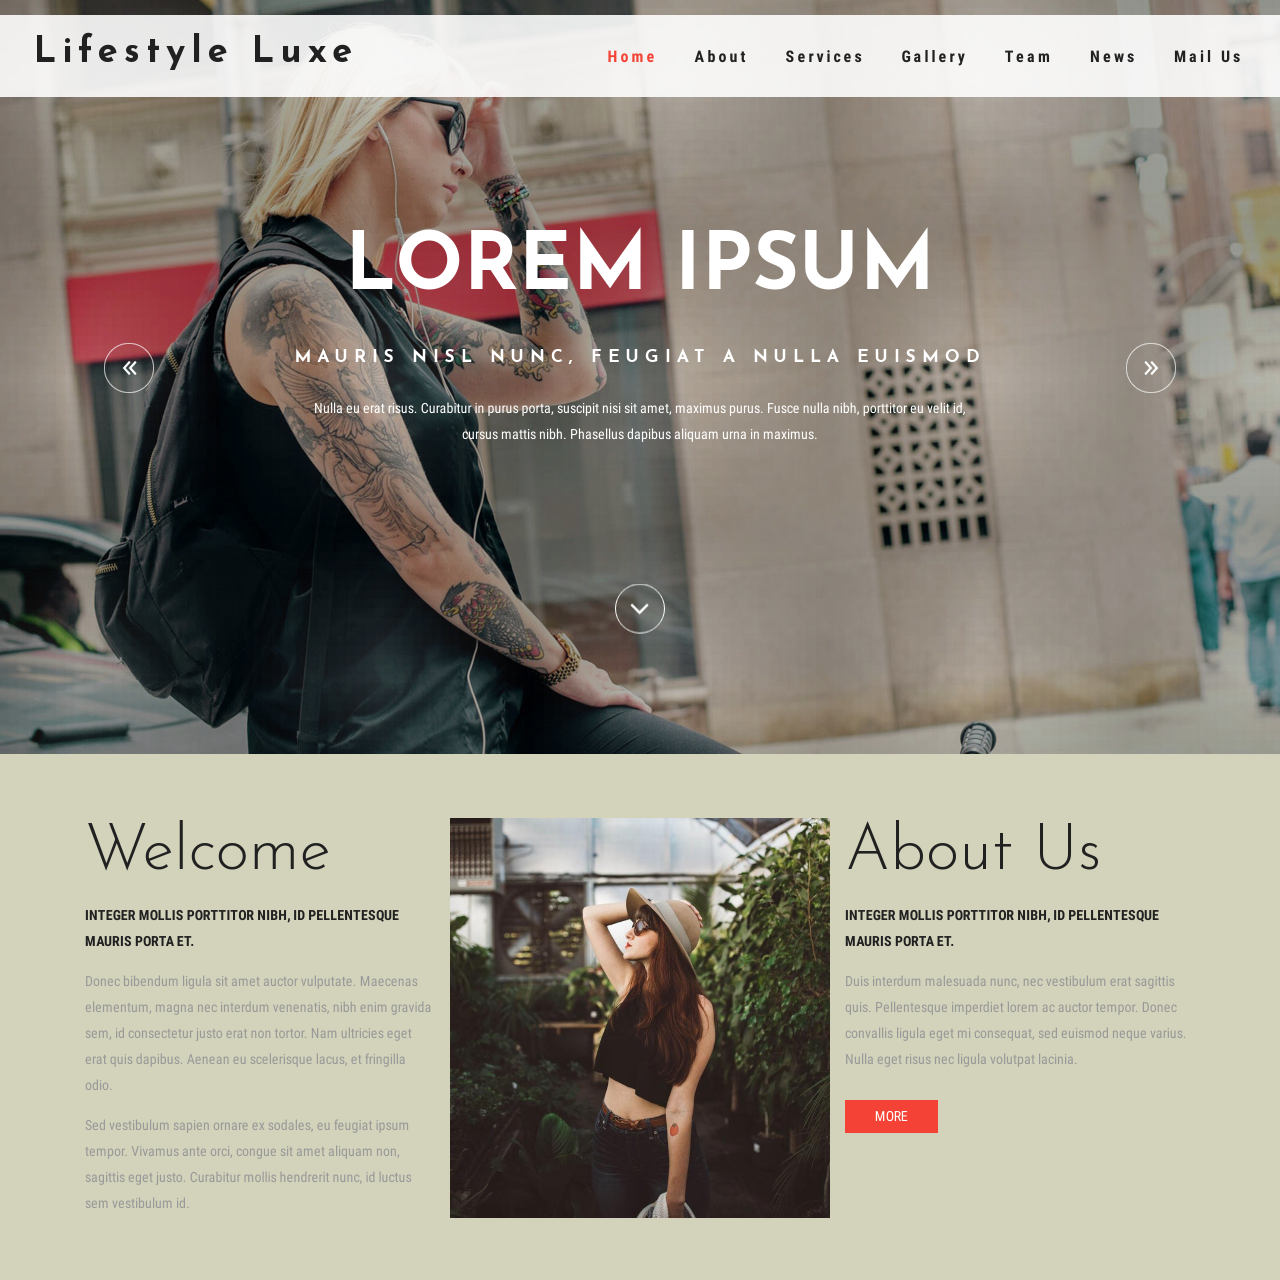 Lifestyle Luxe
Home About Services Gallery Team News Mail Us
LOREM IPSUM
MAURIS NISL NUNC, FEUGIAT A NULLA EUISMOD
Nulla eu erat risus. Curabitur in purus porta, suscipit nisi sit amet, maximus purus. Fusce nulla nibh, porttitor eu velit id,
cursus mattis nibh. Phasellus dapibus aliquam urna in maximus.
Welcome
INTEGER MOLLIS PORTTITOR NIBH, ID PELLENTESQUE
MAURIS PORTA ET.
Donec bibendum ligula sit amet auctor vulputate. Maecenas
elementum, magna nec interdum venenatis, nibh enim gravida
sem, id consectetur justo erat non tortor. Nam ultricies eget
erat quis dapibus. Aenean eu scelerisque lacus, et fringilla
odio.
Sed vestibulum sapien ornare ex sodales, eu feugiat ipsum
tempor. Vivamus ante orci, congue sit amet aliquam non,
sagittis eget justo. Curabitur mollis hendrerit nunc, id luctus
sem vestibulum id.
About Us
INTEGER MOLLIS PORTTITOR NIBH, ID PELLENTESQUE
MAURIS PORTA ET.
Duis interdum malesuada nunc, nec vestibulum erat sagittis
quis. Pellentesque imperdiet lorem ac auctor tempor. Donec
convallis ligula eget mi consequat, sed euismod neque varius.
Nulla eget risus nec ligula volutpat lacinia.
MORE